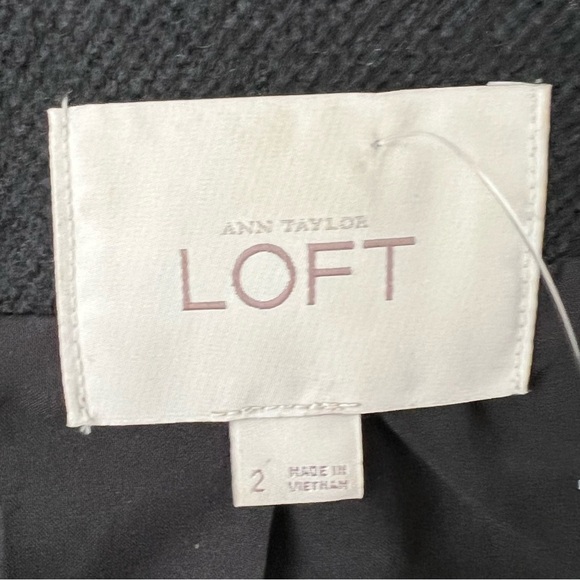 ANN TAYLOR
LOFT
2
MADE IN
VIETNAM